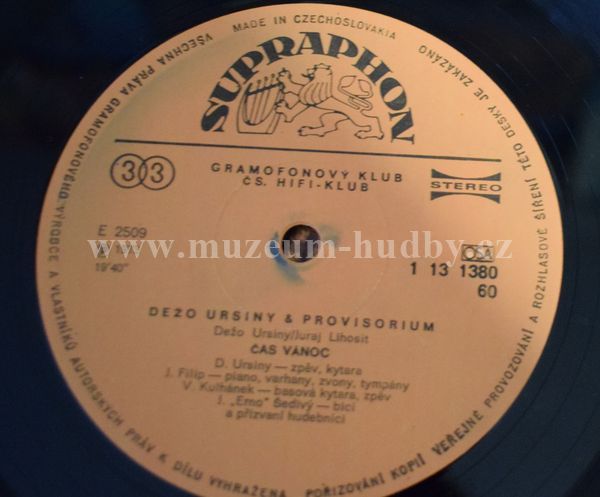 MADE IN CZECHOSLOVAKIA
VŠECHNA PRÁVA GRAMOFONOVÉHO VÝROBCE A VLASTNÍKŮ AUTORSKÝCH PRÁV K DÍLU VYHRAŽENA. POŘIZOVÁNÍ KOPIÍ VEŘEJNÉ PROVOZOVÁNÍ A ROZHLASOVÉ ŠÍŘENÍ TÉTO DESKY JE ZAKÁZÁNO
SUPRAPHON
33
GRAMOFONOVÝ KLUB
ČS. HIFI-KLUB
STEREO
E 2509
19'40"
www.muzeum-hudby.cz
OSA
1 13 1380
60
DEŽO URSINY & PROVISORIUM
Dežo Ursiny/Juraj Lihosit
ČAS VÁNOC
D. Ursiny — zpěv, kytara
J. Filip — piano, varhany, zvony, tympány
V. Kulhánek — basová kytara, zpěv
J. „Erno" Šedivý — bicí
a přizvaní hudebníci